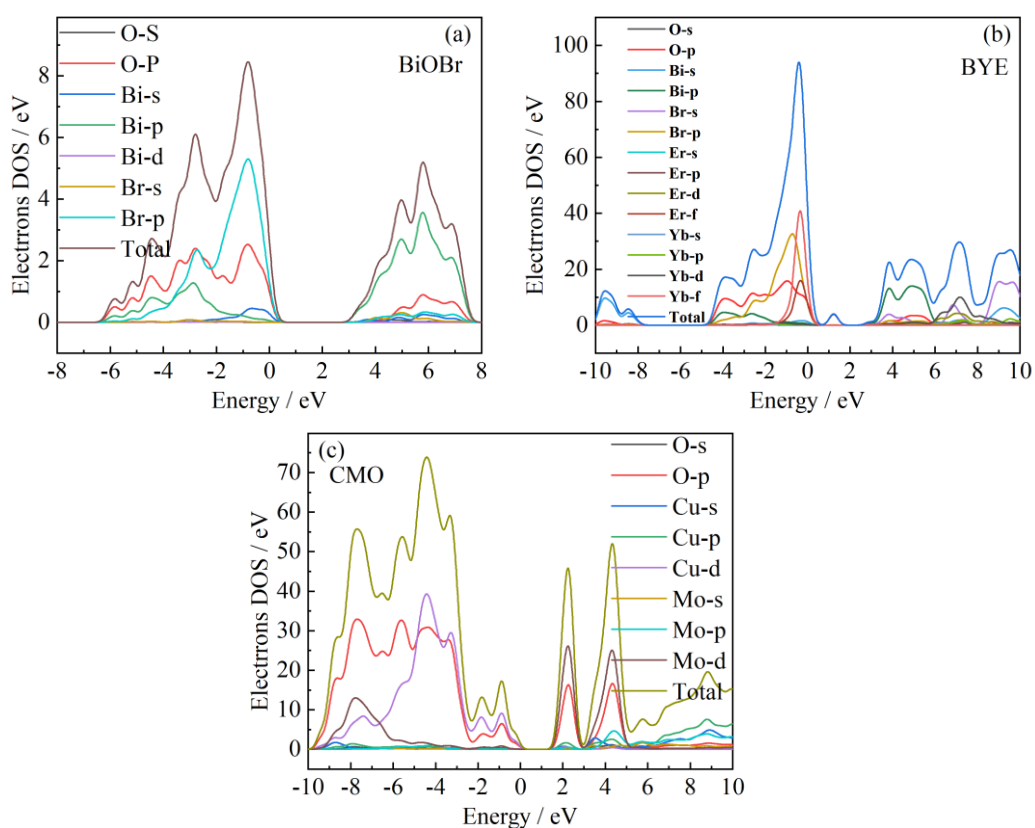 (a)
BiOBr
O-S
O-P
Bi-s
Bi-p
Bi-d
Br-s
Br-p
Total
Electrrons DOS / eV
8
6
4
2
0
-8 -6 -4 -2 0 2 4 6 8
Energy / eV
(b)
BYE
O-s
O-p
Bi-s
Bi-p
Br-s
Br-p
Er-s
Er-p
Er-d
Er-f
Yb-s
Yb-p
Yb-d
Yb-f
Total
Electrrons DOS / eV
100
80
60
40
20
0
-10 -8 -6 -4 -2 0 2 4 6 8 10
Energy / eV
(c)
CMO
O-s
O-p
Cu-s
Cu-p
Cu-d
Mo-s
Mo-p
Mo-d
Total
Electrrons DOS / eV
70
60
50
40
30
20
10
0
-10 -8 -6 -4 -2 0 2 4 6 8 10
Energy / eV